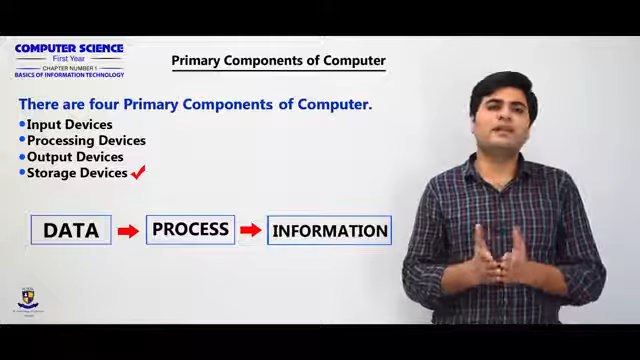 COMPUTER SCIENCE
First Year
CHAPTER NUMBER 1
BASICS OF INFORMATION TECHNOLOGY
Primary Components of Computer
There are four Primary Components of Computer.
Input Devices
Processing Devices
Output Devices
Storage Devices
DATA
PROCESS
INFORMATION